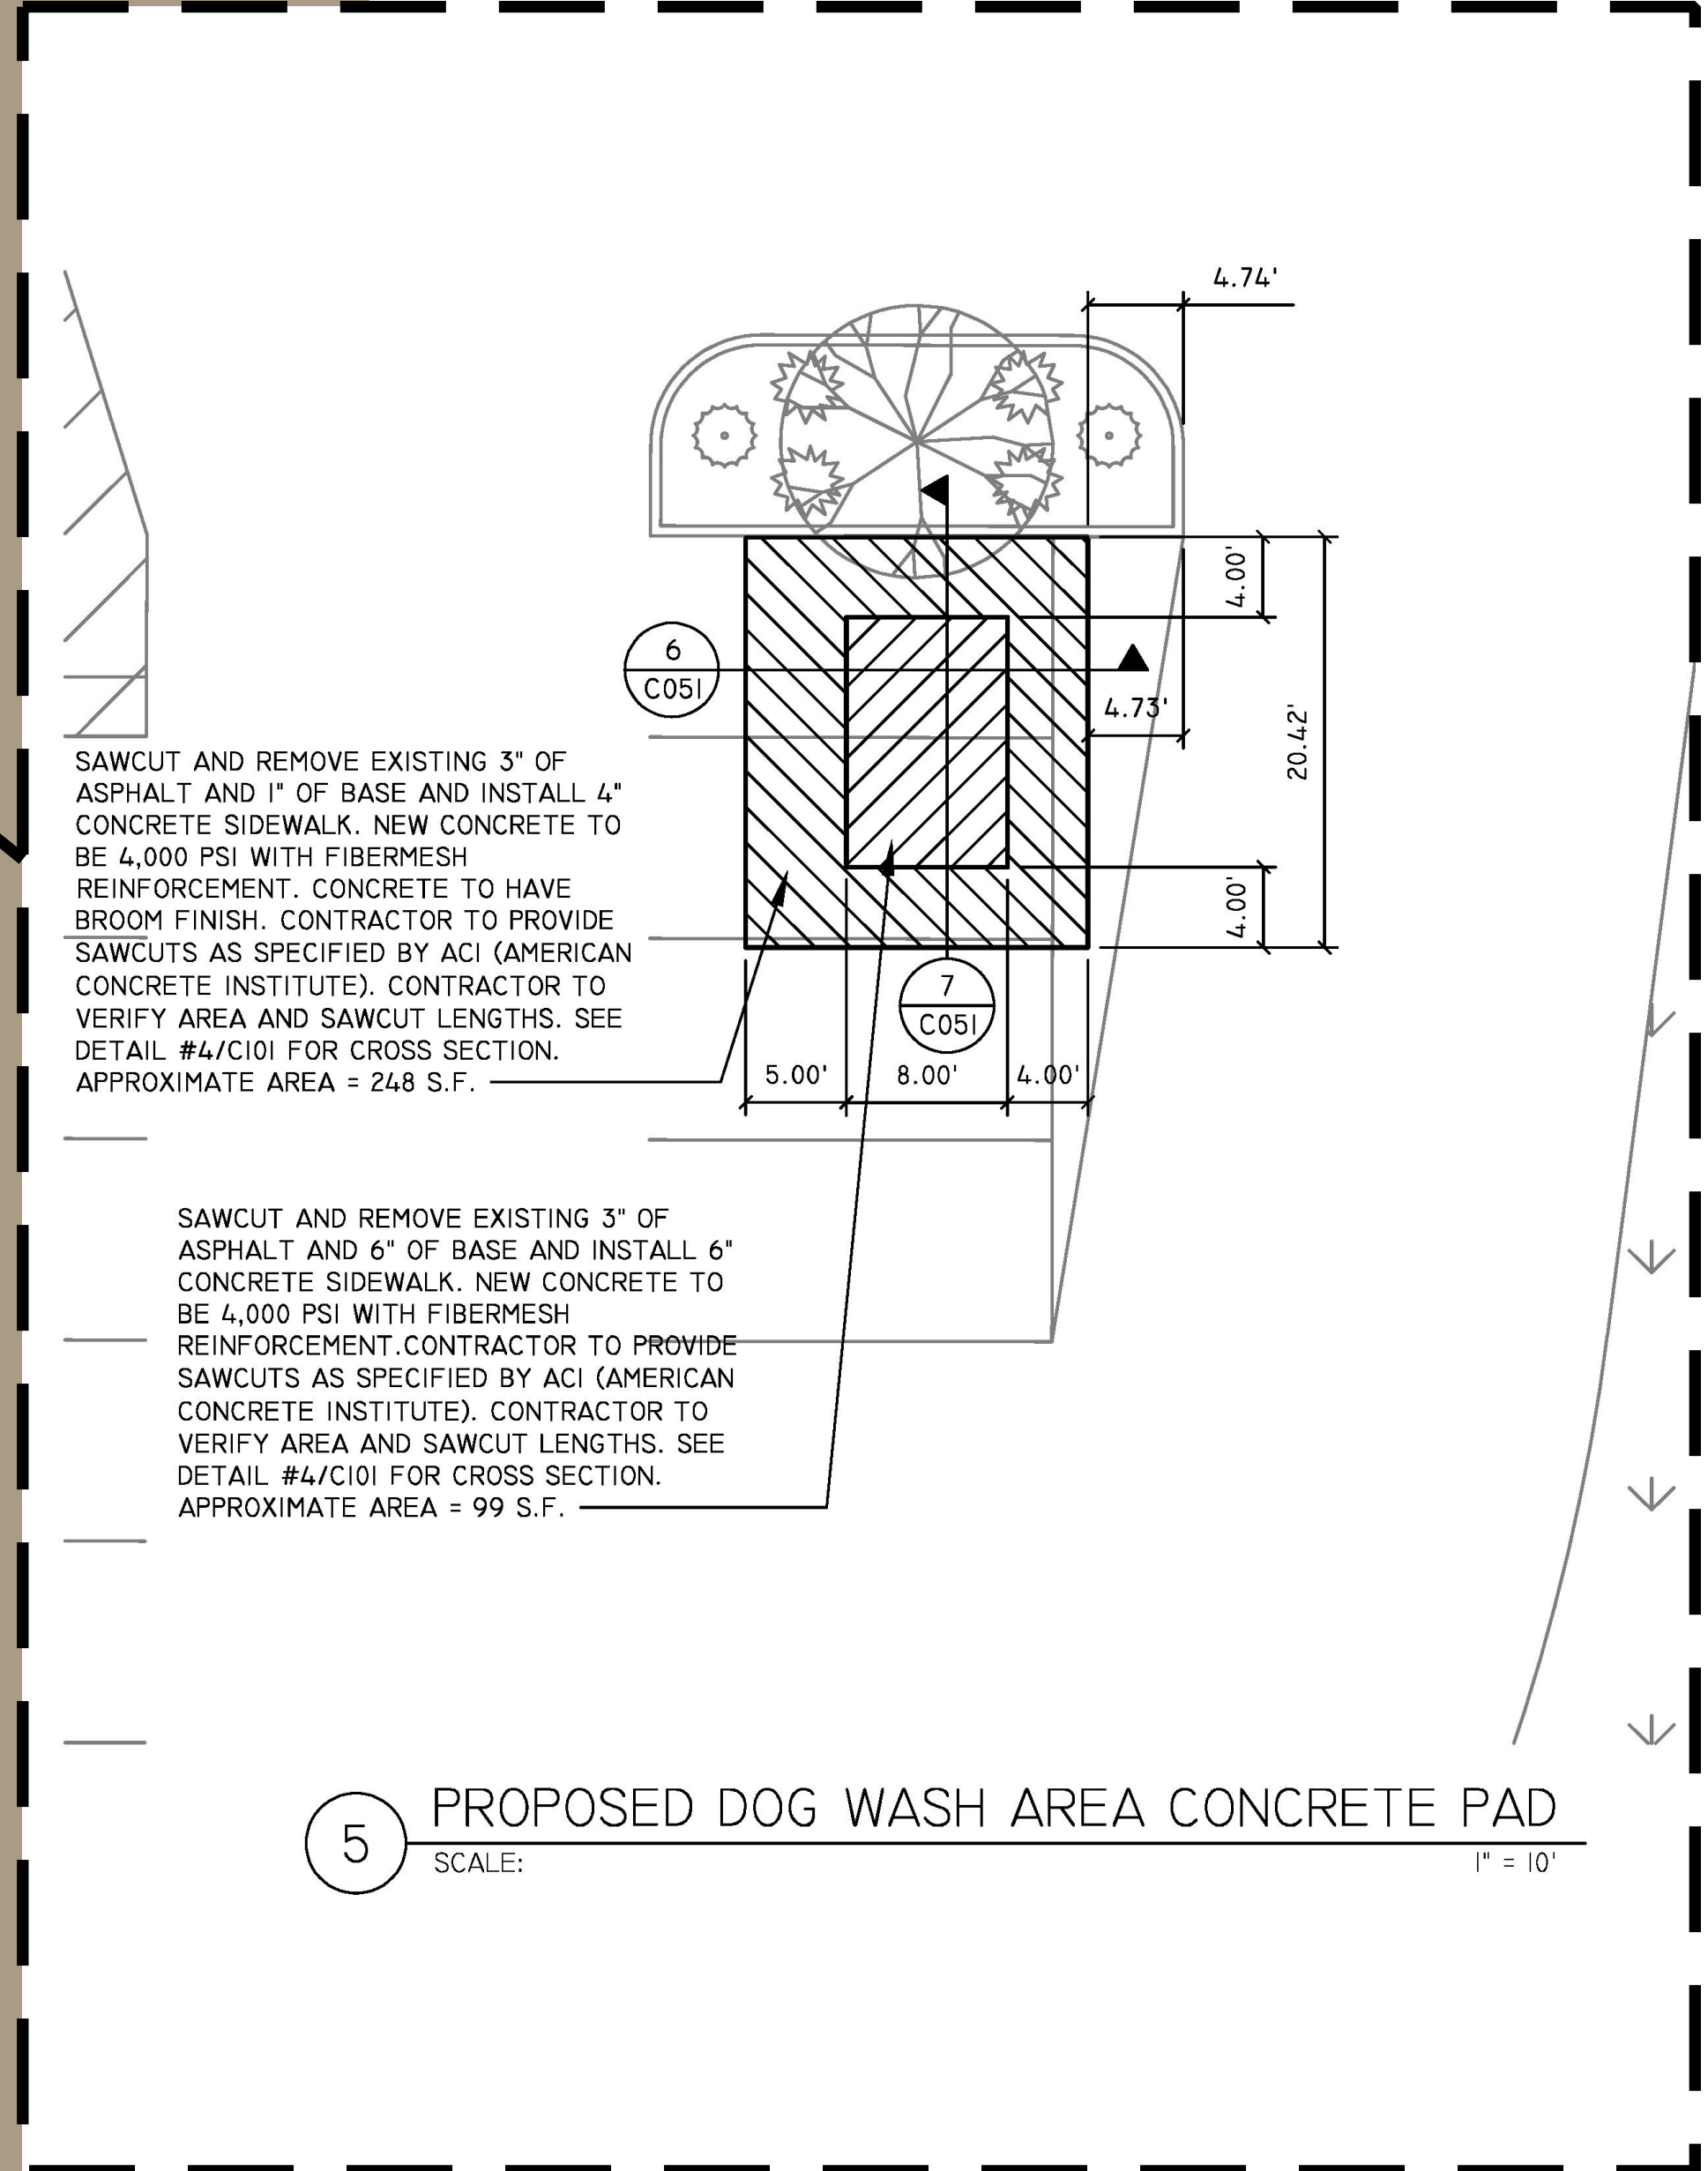 4.74'
4.00'
6
C051
4.73'
20.42'
4.00'
7
C051
5.00' 8.00' 4.00'
SAWCUT AND REMOVE EXISTING 3" OF
ASPHALT AND 1" OF BASE AND INSTALL 4"
CONCRETE SIDEWALK. NEW CONCRETE TO
BE 4,000 PSI WITH FIBERMESH
REINFORCEMENT. CONCRETE TO HAVE
BROOM FINISH. CONTRACTOR TO PROVIDE
SAWCUTS AS SPECIFIED BY ACI (AMERICAN
CONCRETE INSTITUTE). CONTRACTOR TO
VERIFY AREA AND SAWCUT LENGTHS. SEE
DETAIL #4/C101 FOR CROSS SECTION.
APPROXIMATE AREA = 248 S.F.
SAWCUT AND REMOVE EXISTING 3" OF
ASPHALT AND 6" OF BASE AND INSTALL 6"
CONCRETE SIDEWALK. NEW CONCRETE TO
BE 4,000 PSI WITH FIBERMESH
REINFORCEMENT.CONTRACTOR TO PROVIDE
SAWCUTS AS SPECIFIED BY ACI (AMERICAN
CONCRETE INSTITUTE). CONTRACTOR TO
VERIFY AREA AND SAWCUT LENGTHS. SEE
DETAIL #4/C101 FOR CROSS SECTION.
APPROXIMATE AREA = 99 S.F.
5
PROPOSED DOG WASH AREA CONCRETE PAD
SCALE: 1" = 10'